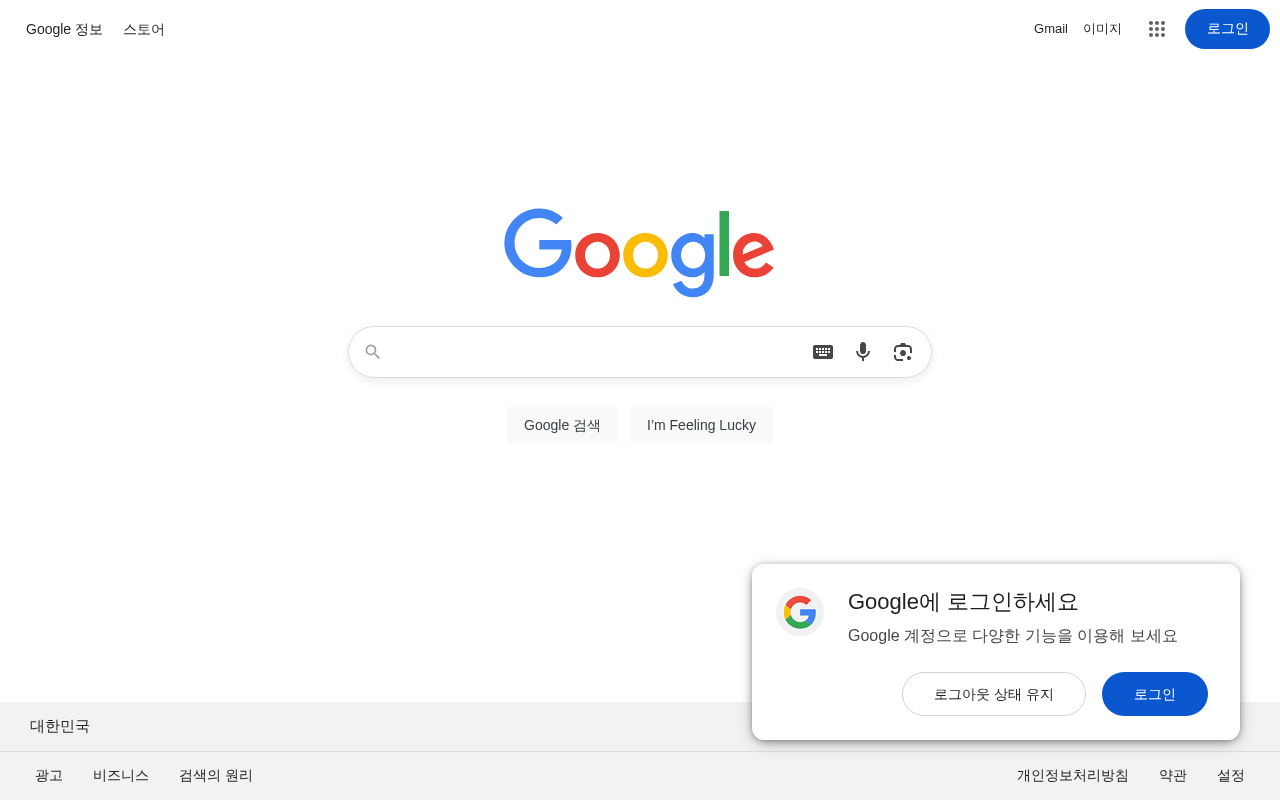 Google 정보 스토어
Gmail 이미지 로그인
Google
Google 검색 I'm Feeling Lucky
Google에 로그인하세요
Google 계정으로 다양한 기능을 이용해 보세요
로그아웃 상태 유지 로그인
대한민국
광고 비즈니스 검색의 원리 개인정보처리방침 약관 설정